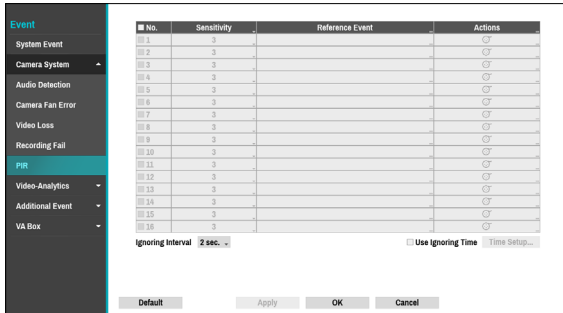 Event
System Event
Camera System
Audio Detection
Camera Fan Error
Video Loss
Recording Fail
PIR
Video-Analytics
Additional Event
VA Box
No. Sensitivity Reference Event Actions
1 3
2 3
3 3
4 3
5 3
6 3
7 3
8 3
9 3
10 3
11 3
12 3
13 3
14 3
15 3
16 3
Ignoring Interval 2 sec. Use Ignoring Time Time Setup...
Default Apply OK Cancel